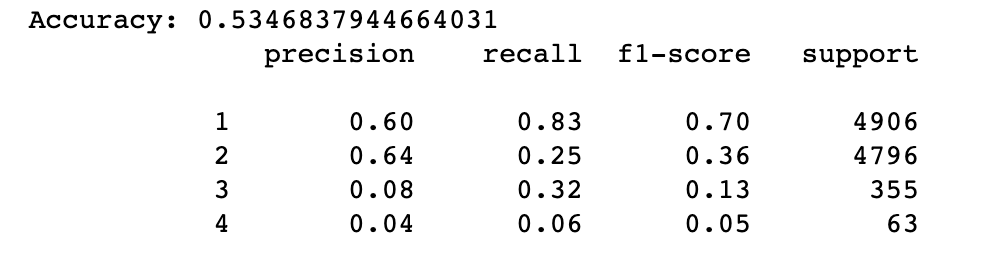 Accuracy: 0.5346837944664031
precision recall f1-score support
1 0.60 0.83 0.70 4906
2 0.64 0.25 0.36 4796
3 0.08 0.32 0.13 355
4 0.04 0.06 0.05 63